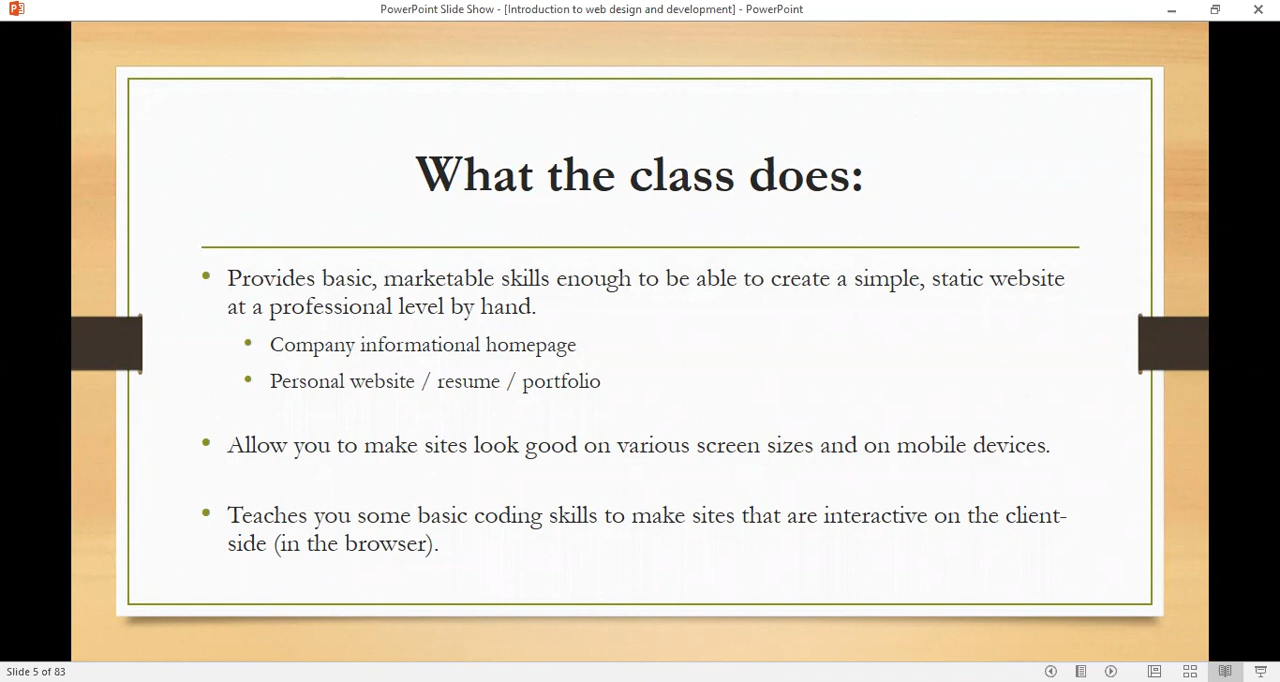 PowerPoint Slide Show - [Introduction to web design and development] - PowerPoint
What the class does:
• Provides basic, marketable skills enough to be able to create a simple, static website
at a professional level by hand.
• Company informational homepage
• Personal website / resume / portfolio
• Allow you to make sites look good on various screen sizes and on mobile devices.
• Teaches you some basic coding skills to make sites that are interactive on the client-
side (in the browser).
Slide 5 of 83